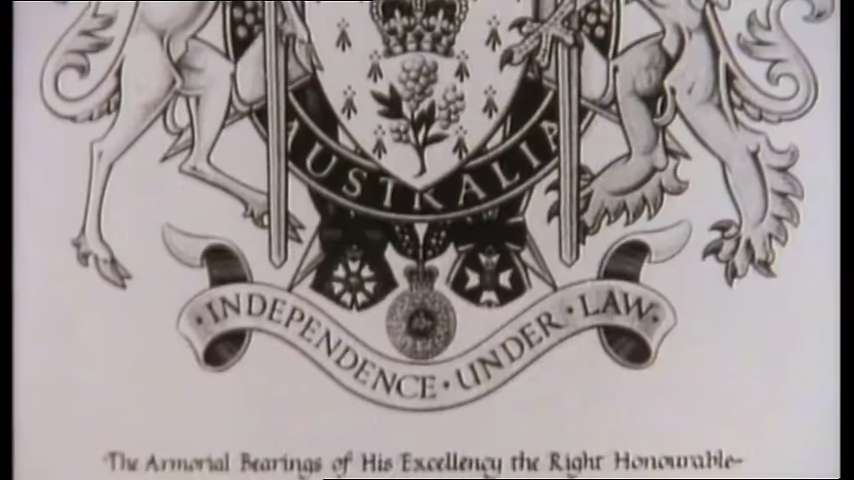 AUSTRALIA
·INDEPENDENCE·UNDER·LAW·
The Armorial Bearings of His Excellency the Right Honourable